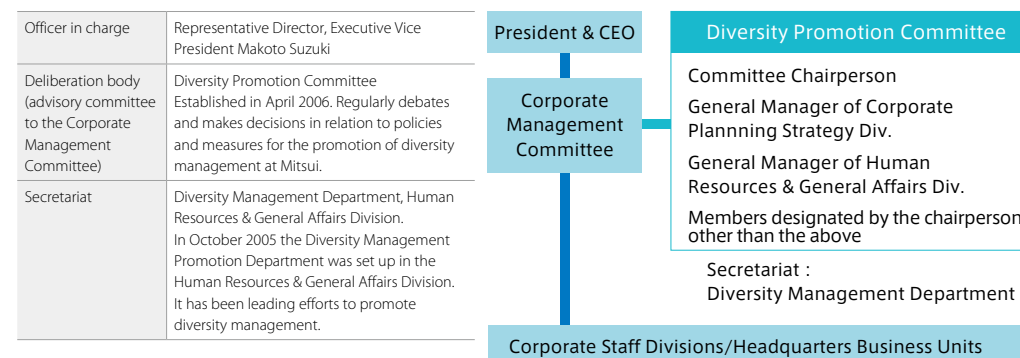 Officer in charge
Representative Director, Executive Vice
President Makoto Suzuki
Deliberation body
(advisory committee
to the Corporate
Management
Committee)
Diversity Promotion Committee
Established in April 2006. Regularly debates
and makes decisions in relation to policies
and measures for the promotion of diversity
management at Mitsui.
Secretariat
Diversity Management Department, Human
Resources & General Affairs Division.
In October 2005 the Diversity Management
Promotion Department was set up in the
Human Resources & General Affairs Division.
It has been leading efforts to promote
diversity management.
President & CEO
Corporate
Management
Committee
Diversity Promotion Committee
Committee Chairperson
General Manager of Corporate
Plannning Strategy Div.
General Manager of Human
Resources & General Affairs Div.
Members designated by the chairperson
other than the above
Secretariat :
Diversity Management Department
Corporate Staff Divisions/Headquarters Business Units